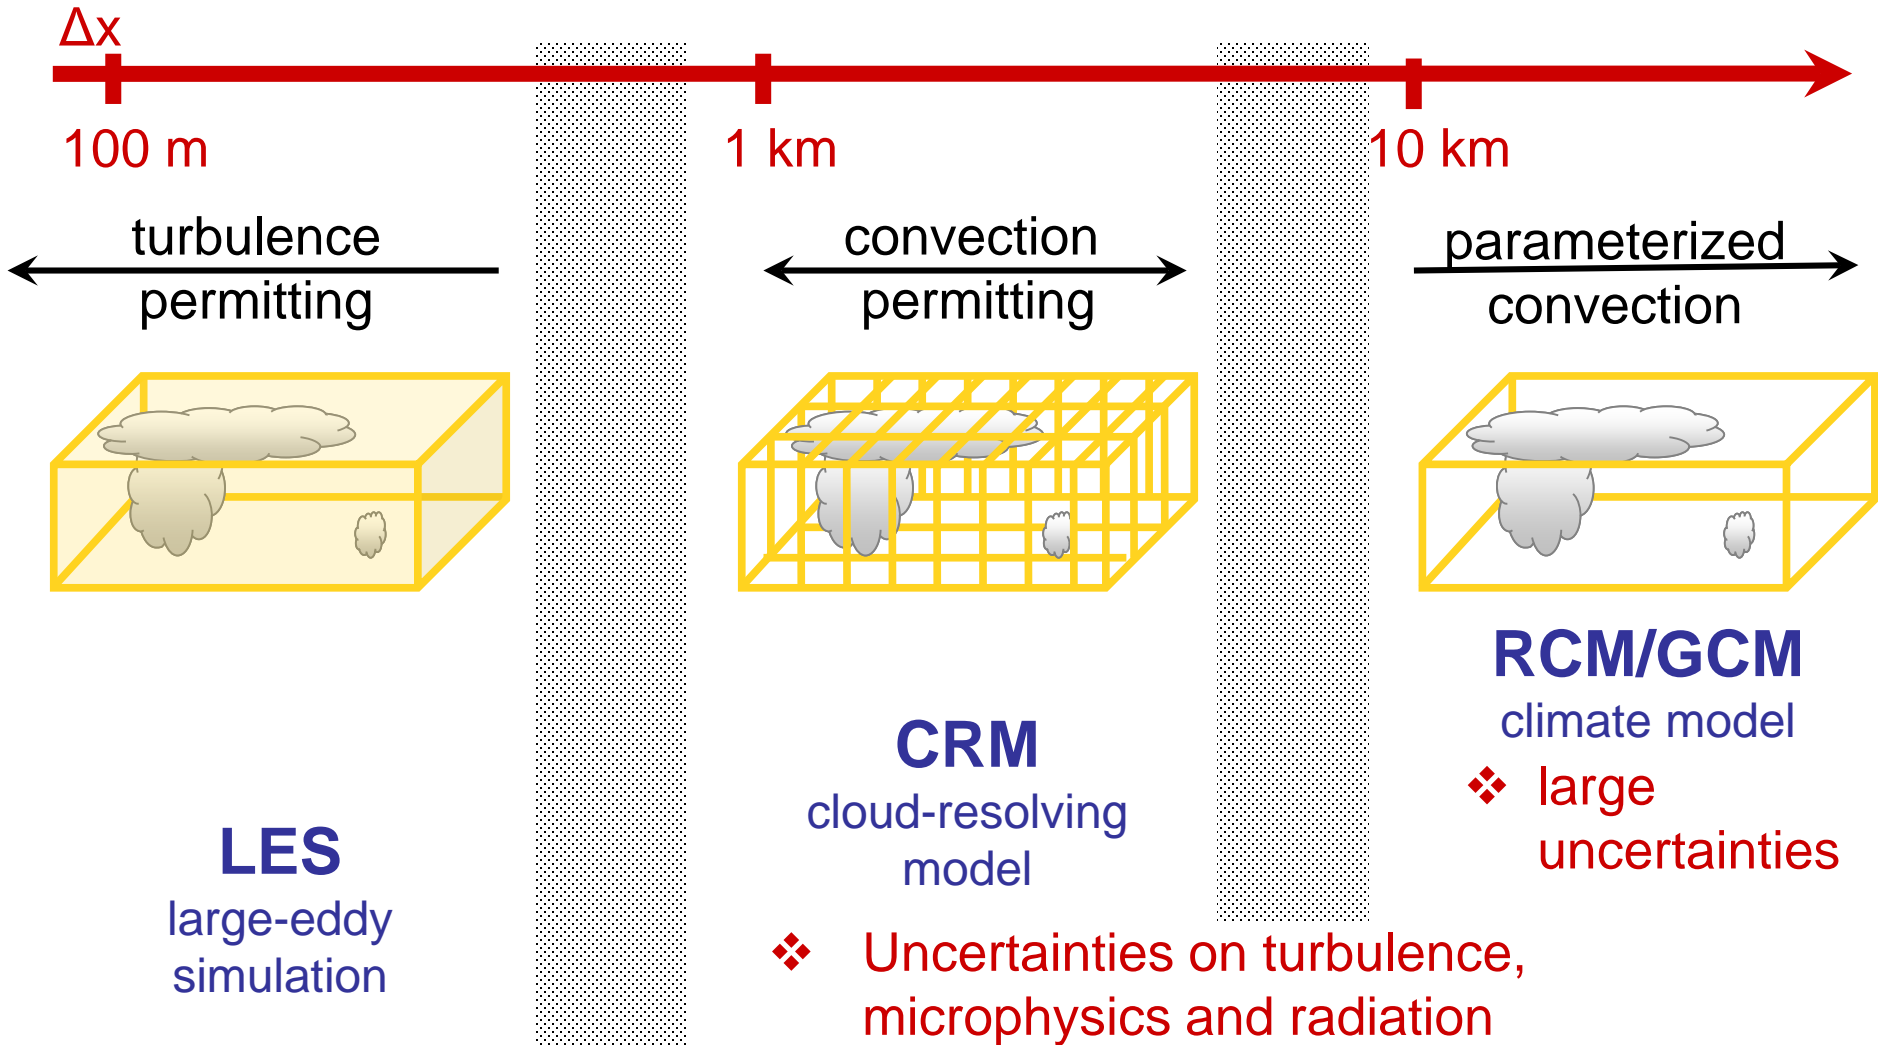 Δx
100 m
1 km
10 km
turbulence
permitting
convection
permitting
parameterized
convection
LES
large-eddy
simulation
CRM
cloud-resolving
model
❖ Uncertainties on turbulence,
microphysics and radiation
RCM/GCM
climate model
❖ large
uncertainties